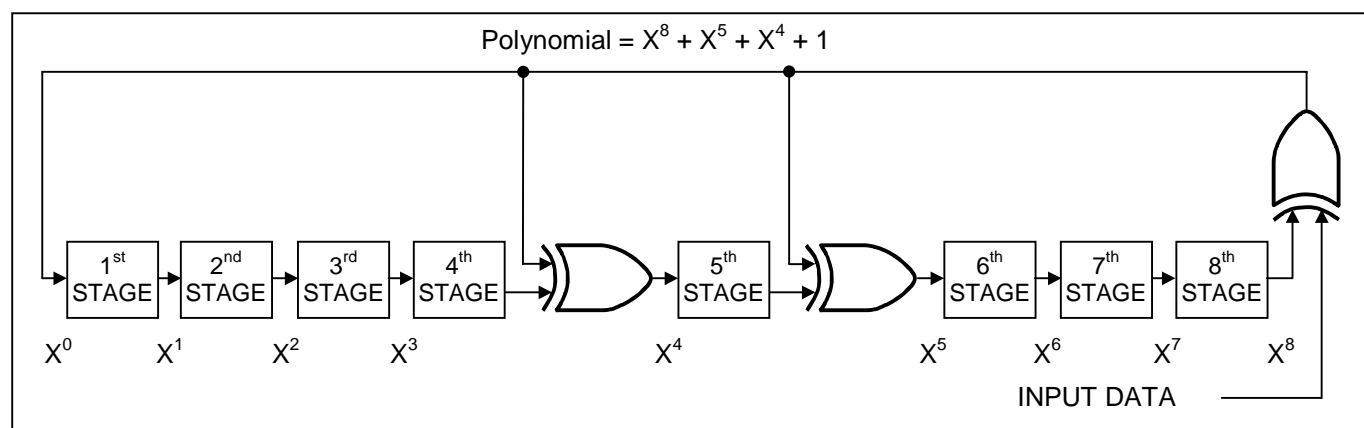 Polynomial = X⁸ + X⁵ + X⁴ + 1
1ˢᵗ STAGE
2ⁿᵈ STAGE
3ʳᵈ STAGE
4ᵗʰ STAGE
5ᵗʰ STAGE
6ᵗʰ STAGE
7ᵗʰ STAGE
8ᵗʰ STAGE
X⁰ X¹ X² X³ X⁴ X⁵ X⁶ X⁷ X⁸
INPUT DATA